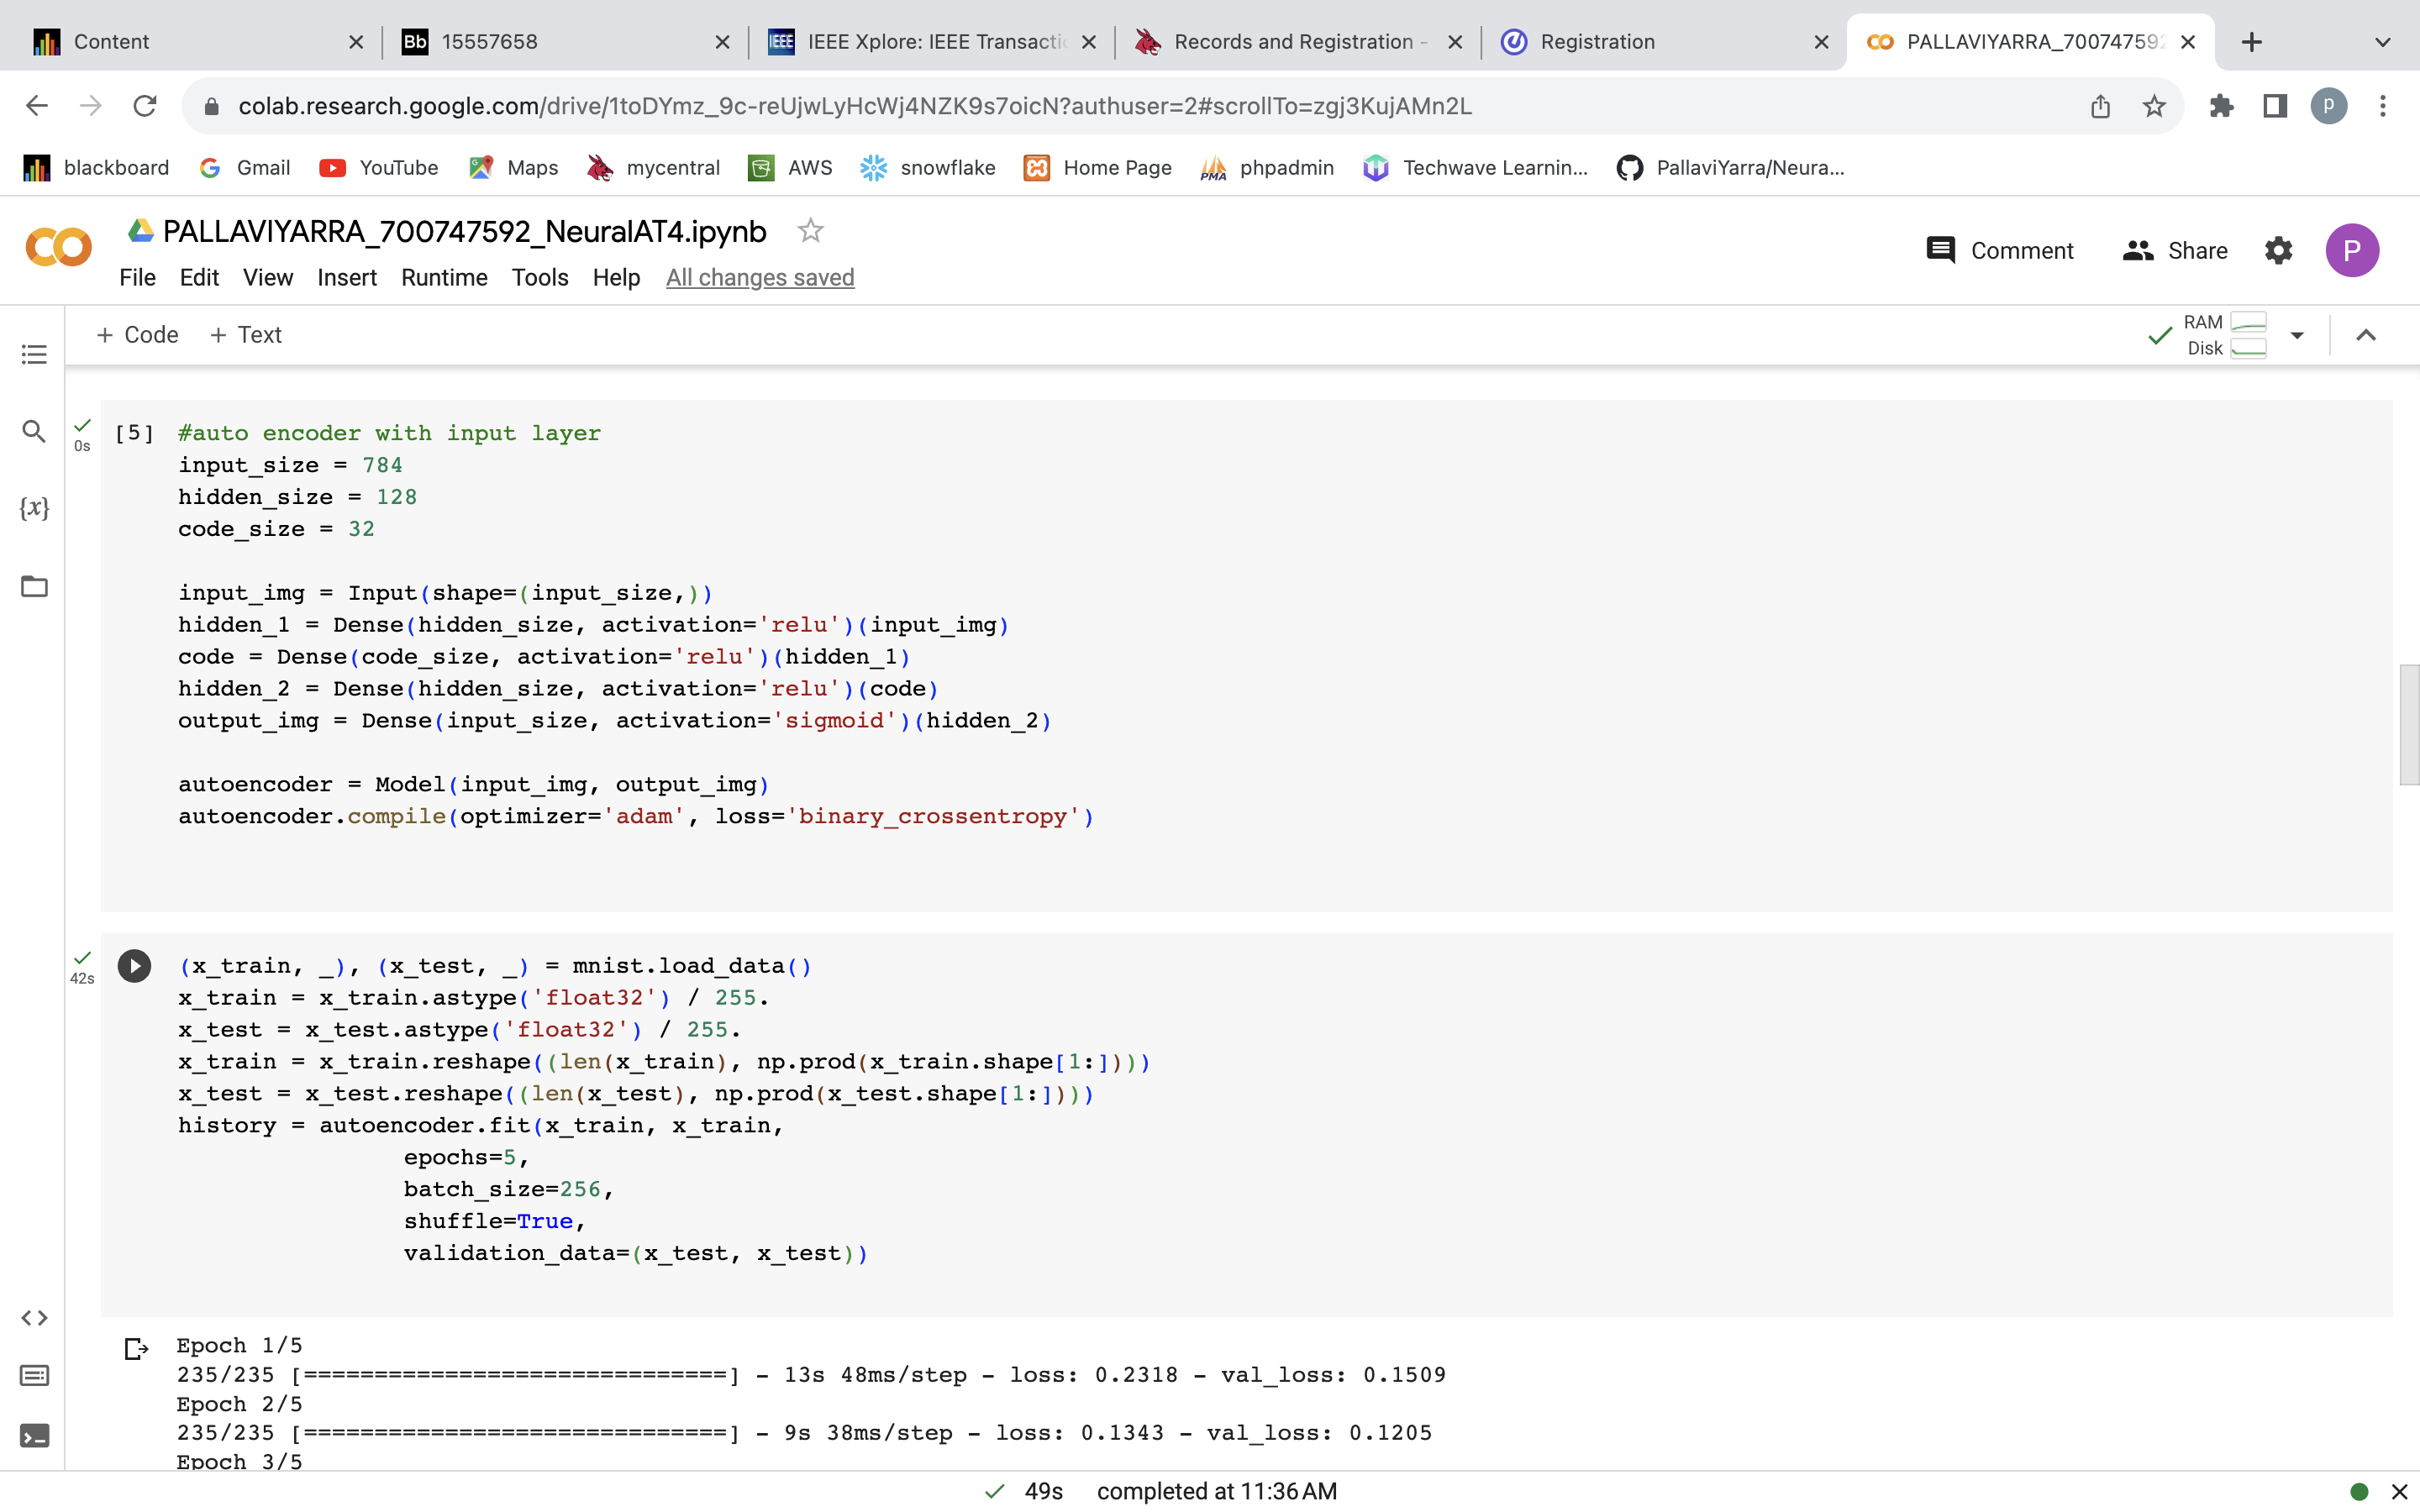 Content
Bb 15557658
IEEE IEEE Xplore: IEEE Transactio
Records and Registration -
Registration
PALLAVIYARRA_700747592
colab.research.google.com/drive/1toDYmz_9c-reUjwLyHcWj4NZK9s7oicN?authuser=2#scrollTo=zgj3KujAMn2L
p
blackboard
Gmail
YouTube
Maps
mycentral
AWS
snowflake
Home Page
PMA phpadmin
Techwave Learnin...
PallaviYarra/Neura...
PALLAVIYARRA_700747592_NeuralAT4.ipynb
Comment
Share
P
File Edit View Insert Runtime Tools Help All changes saved
+ Code + Text
RAM
Disk
0s
[5] #auto encoder with input layer
input_size = 784
hidden_size = 128
code_size = 32
{x}
input_img = Input(shape=(input_size,))
hidden_1 = Dense(hidden_size, activation='relu')(input_img)
code = Dense(code_size, activation='relu')(hidden_1)
hidden_2 = Dense(hidden_size, activation='relu')(code)
output_img = Dense(input_size, activation='sigmoid')(hidden_2)
autoencoder = Model(input_img, output_img)
autoencoder.compile(optimizer='adam', loss='binary_crossentropy')
42s
(x_train, _), (x_test, _) = mnist.load_data()
x_train = x_train.astype('float32') / 255.
x_test = x_test.astype('float32') / 255.
x_train = x_train.reshape((len(x_train), np.prod(x_train.shape[1:])))
x_test = x_test.reshape((len(x_test), np.prod(x_test.shape[1:])))
history = autoencoder.fit(x_train, x_train,
epochs=5,
batch_size=256,
shuffle=True,
validation_data=(x_test, x_test))
Epoch 1/5
235/235 [==============================] - 13s 48ms/step - loss: 0.2318 - val_loss: 0.1509
Epoch 2/5
235/235 [==============================] - 9s 38ms/step - loss: 0.1343 - val_loss: 0.1205
Epoch 3/5
49s completed at 11:36 AM